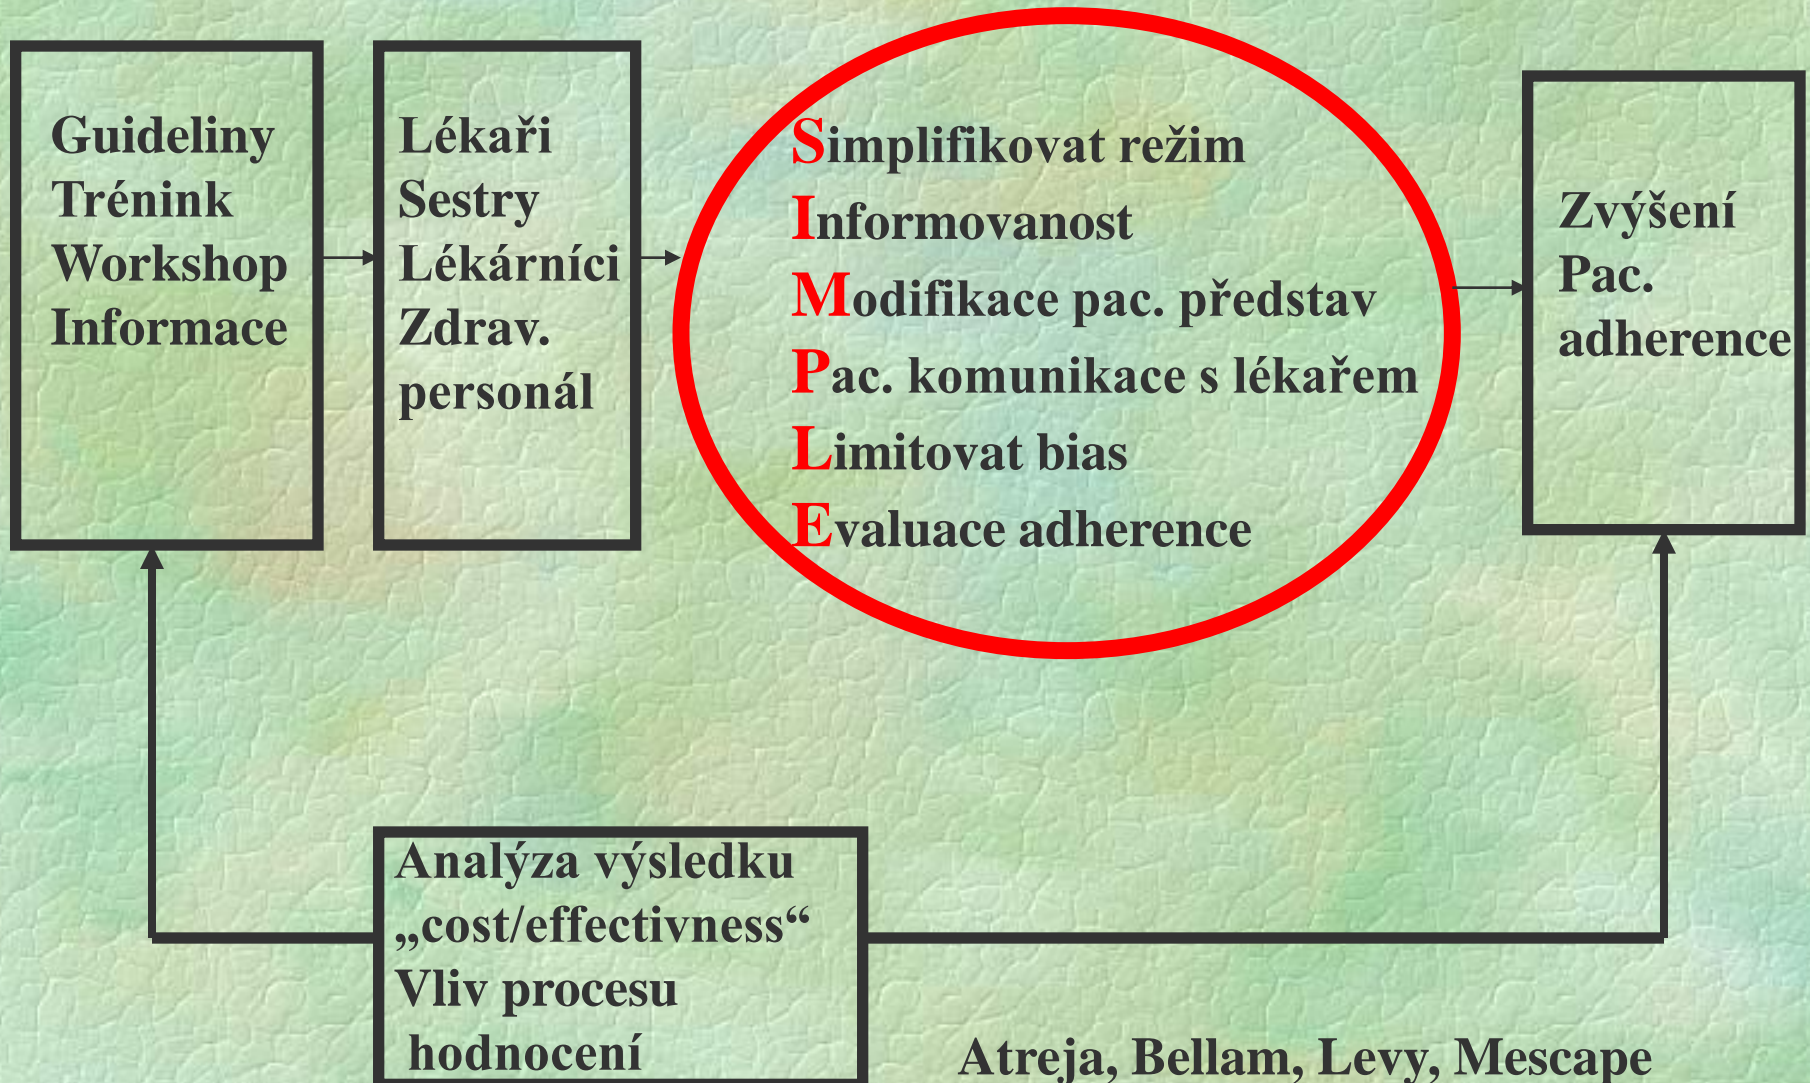 Guideliny
Trénink
Workshop
Informace
Lékaři
Sestry
Lékárníci
Zdrav.
personál
Simplifikovat režim
Informovanost
Modifikace pac. představ
Pac. komunikace s lékařem
Limitovat bias
Evaluace adherence
Zvýšení
Pac.
adherence
Analýza výsledku
„cost/effectivness“
Vliv procesu
hodnocení
Atreja, Bellam, Levy, Mescape